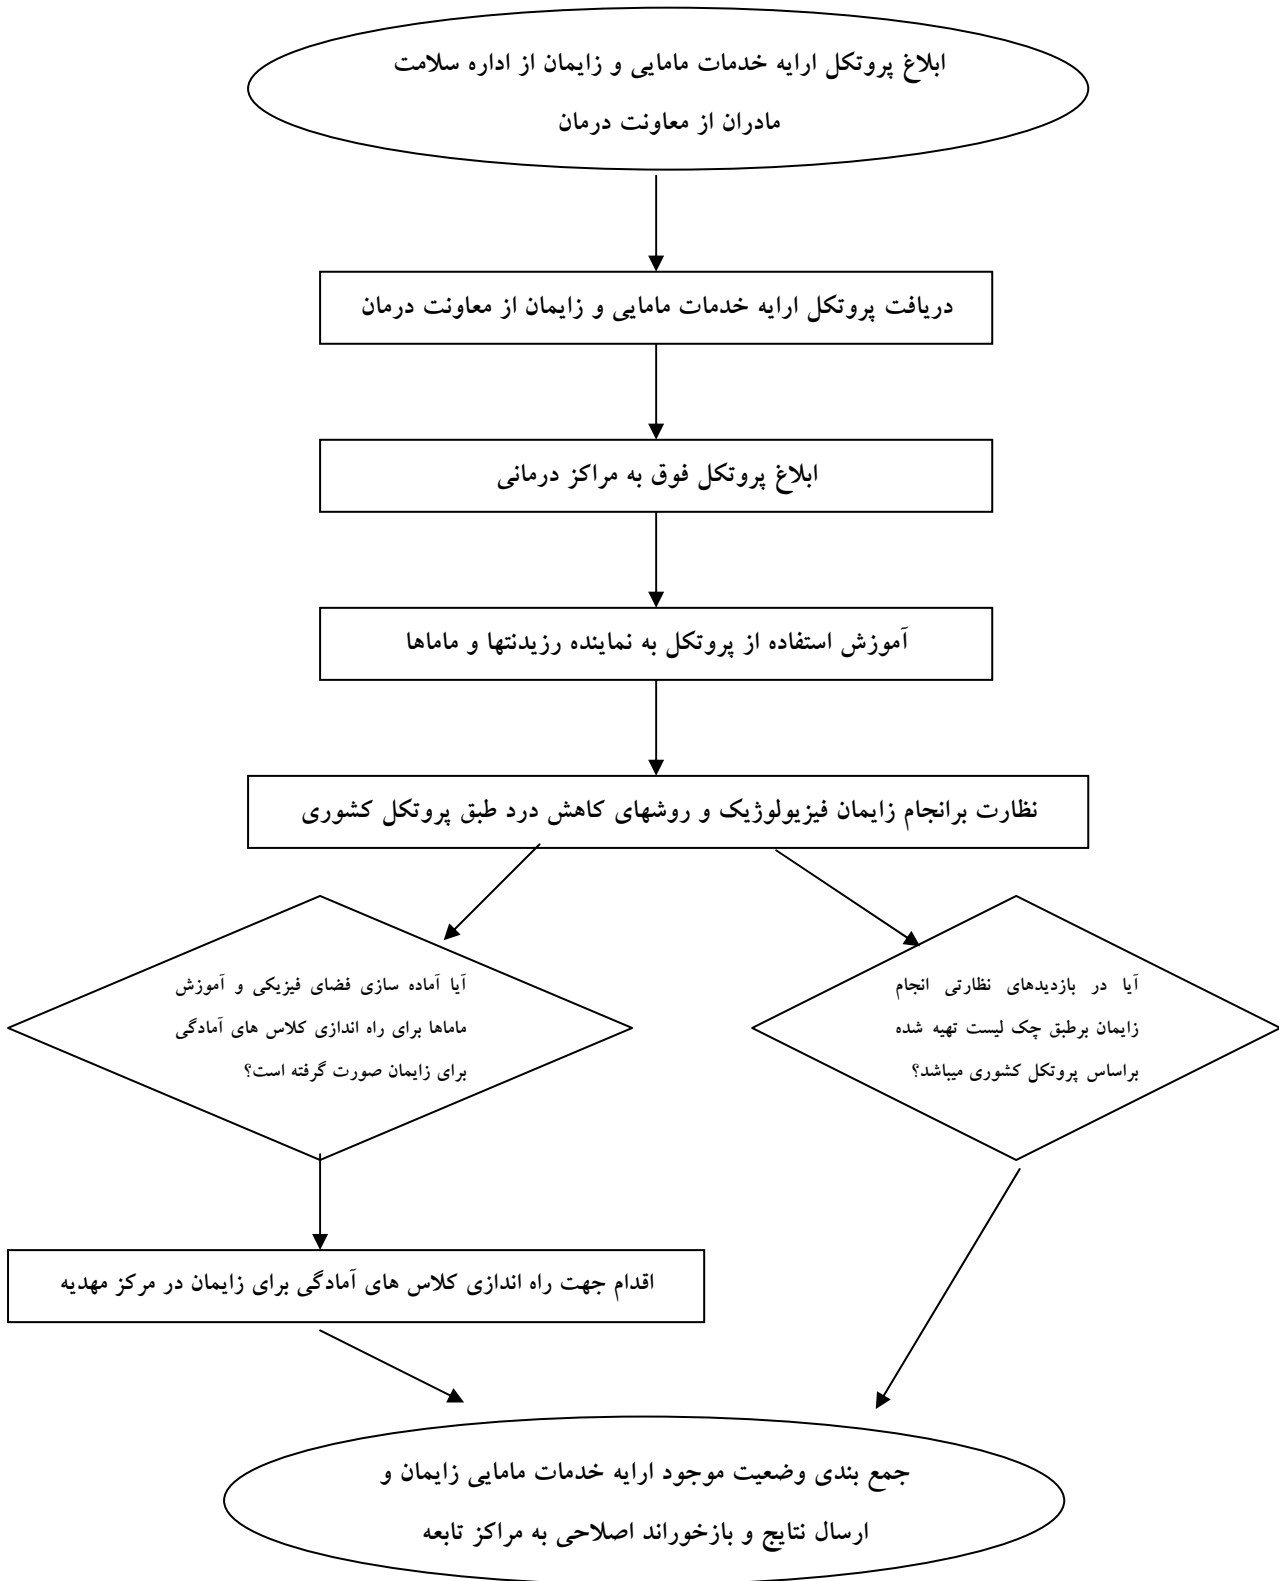 ابلاغ پروتکل ارایه خدمات مامایی و زایمان از اداره سلامت
مادران از معاونت درمان
دریافت پروتکل ارایه خدمات مامایی و زایمان از معاونت درمان
ابلاغ پروتکل فوق به مراکز درمانی
آموزش استفاده از پروتکل به نماینده رزیدنتها و ماماها
نظارت برانجام زایمان فیزیولوژیک و روشهای کاهش درد طبق پروتکل کشوری
آیا در بازدیدهای نظارتی انجام
زایمان برطبق چک لیست تهیه شده
براساس پروتکل کشوری میباشد؟
آیا آماده سازی فضای فیزیکی و آموزش
ماماها برای راه اندازی کلاس های آمادگی
برای زایمان صورت گرفته است؟
اقدام جهت راه اندازی کلاس های آمادگی برای زایمان در مرکز مهدیه
جمع بندی وضعیت موجود ارایه خدمات مامایی زایمان و
ارسال نتایج و بازخوراند اصلاحی به مراکز تابعه